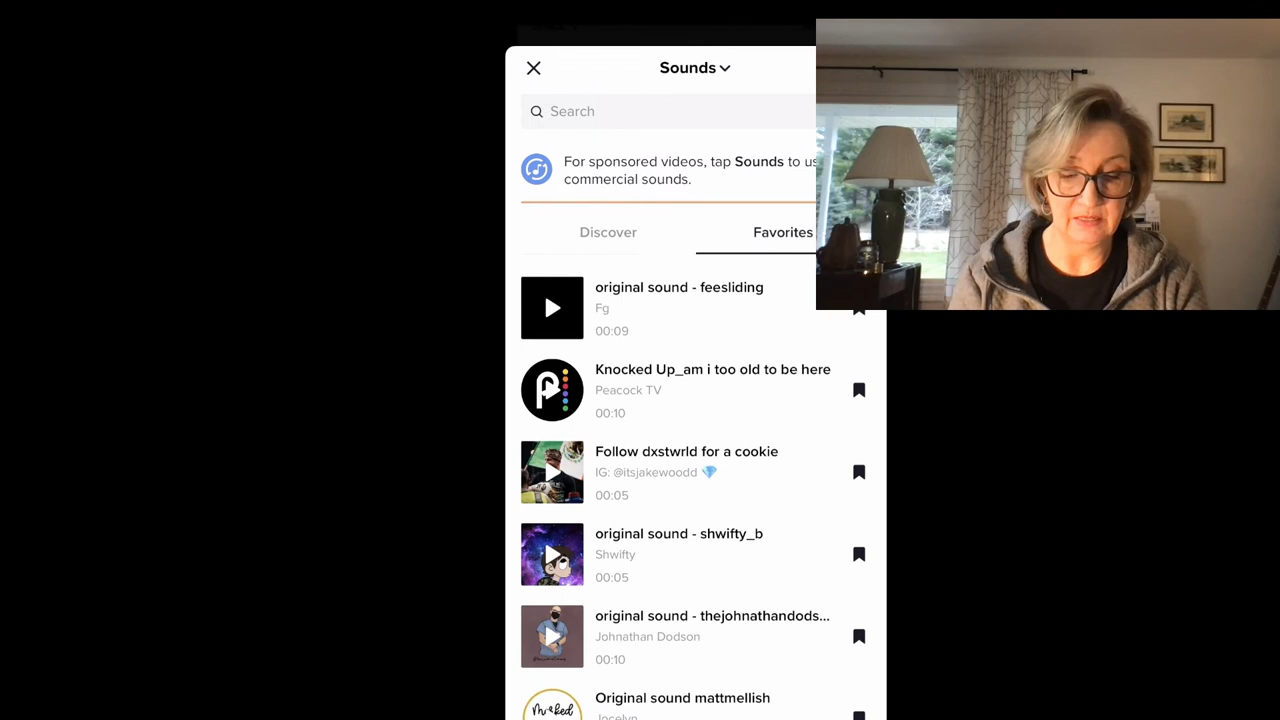 Sounds
Search
For sponsored videos, tap Sounds to us
commercial sounds.
Discover
Favorites
original sound - feesliding
Fg
00:09
Knocked Up_am i too old to be here
Peacock TV
00:10
Follow dxstwrld for a cookie
IG: @itsjakewoodd 💎
00:05
original sound - shwifty_b
Shwifty
00:05
original sound - thejohnathandods...
Johnathan Dodson
00:10
Original sound mattmellish
Jocelyn